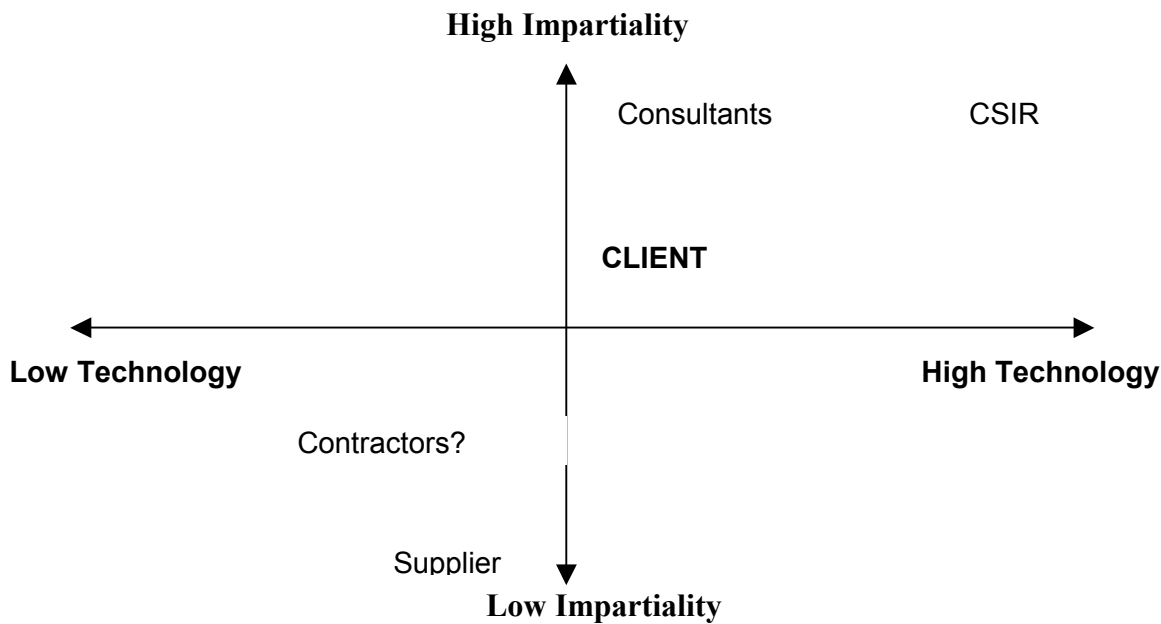 High Impartiality
Consultants CSIR
CLIENT
Low Technology High Technology
Contractors?
Supplier
Low Impartiality